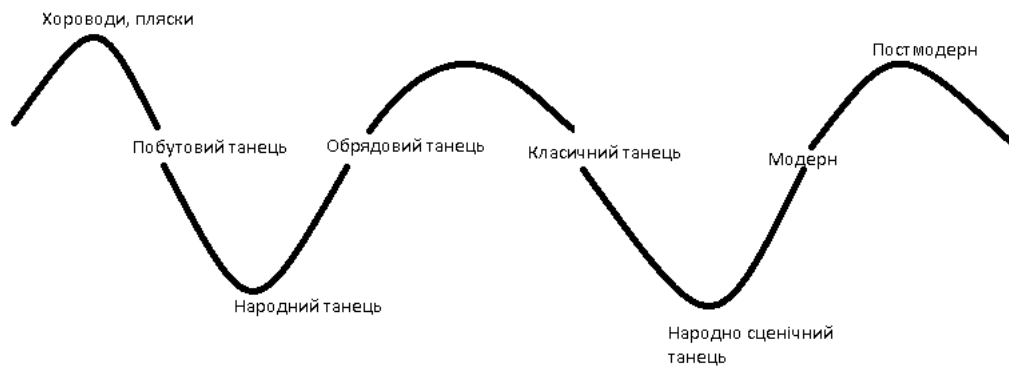 Хороводи, пляски
Постмодерн
Побутовий танець
Обрядовий танець
Класичний танець
Модерн
Народний танець
Народно сценічний
танець